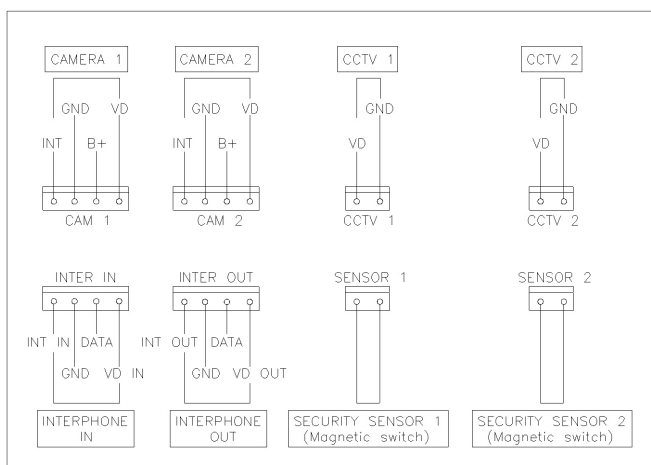 CAMERA 1
CAMERA 2
CCTV 1
CCTV 2
GND VD
GND VD
GND
GND
INT B+
INT B+
VD
VD
CAM 1
CAM 2
CCTV 1
CCTV 2
INTER IN
INTER OUT
SENSOR 1
SENSOR 2
INT IN DATA
INT OUT DATA
GND VD IN
GND VD OUT
INTERPHONE
IN
INTERPHONE
OUT
SECURITY SENSOR 1
(Magnetic switch)
SECURITY SENSOR 2
(Magnetic switch)